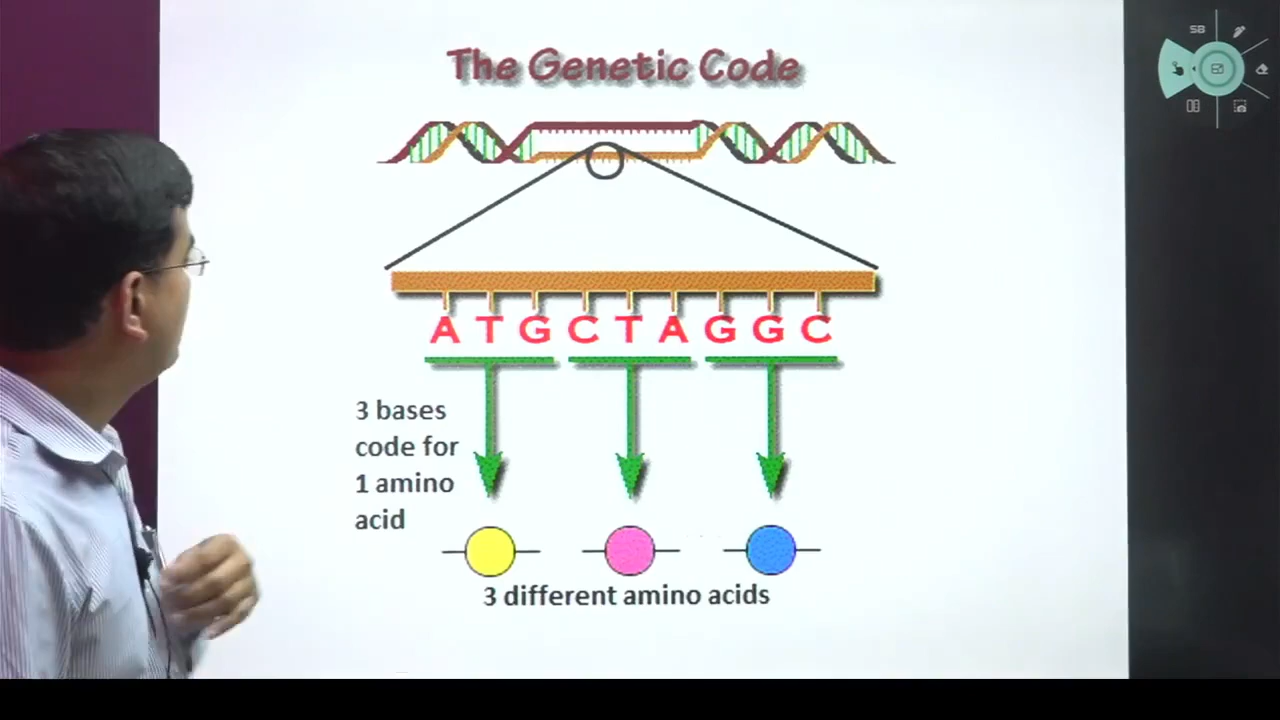 The Genetic Code
A T G C T A G G C
3 bases
code for
1 amino
acid
3 different amino acids
SB